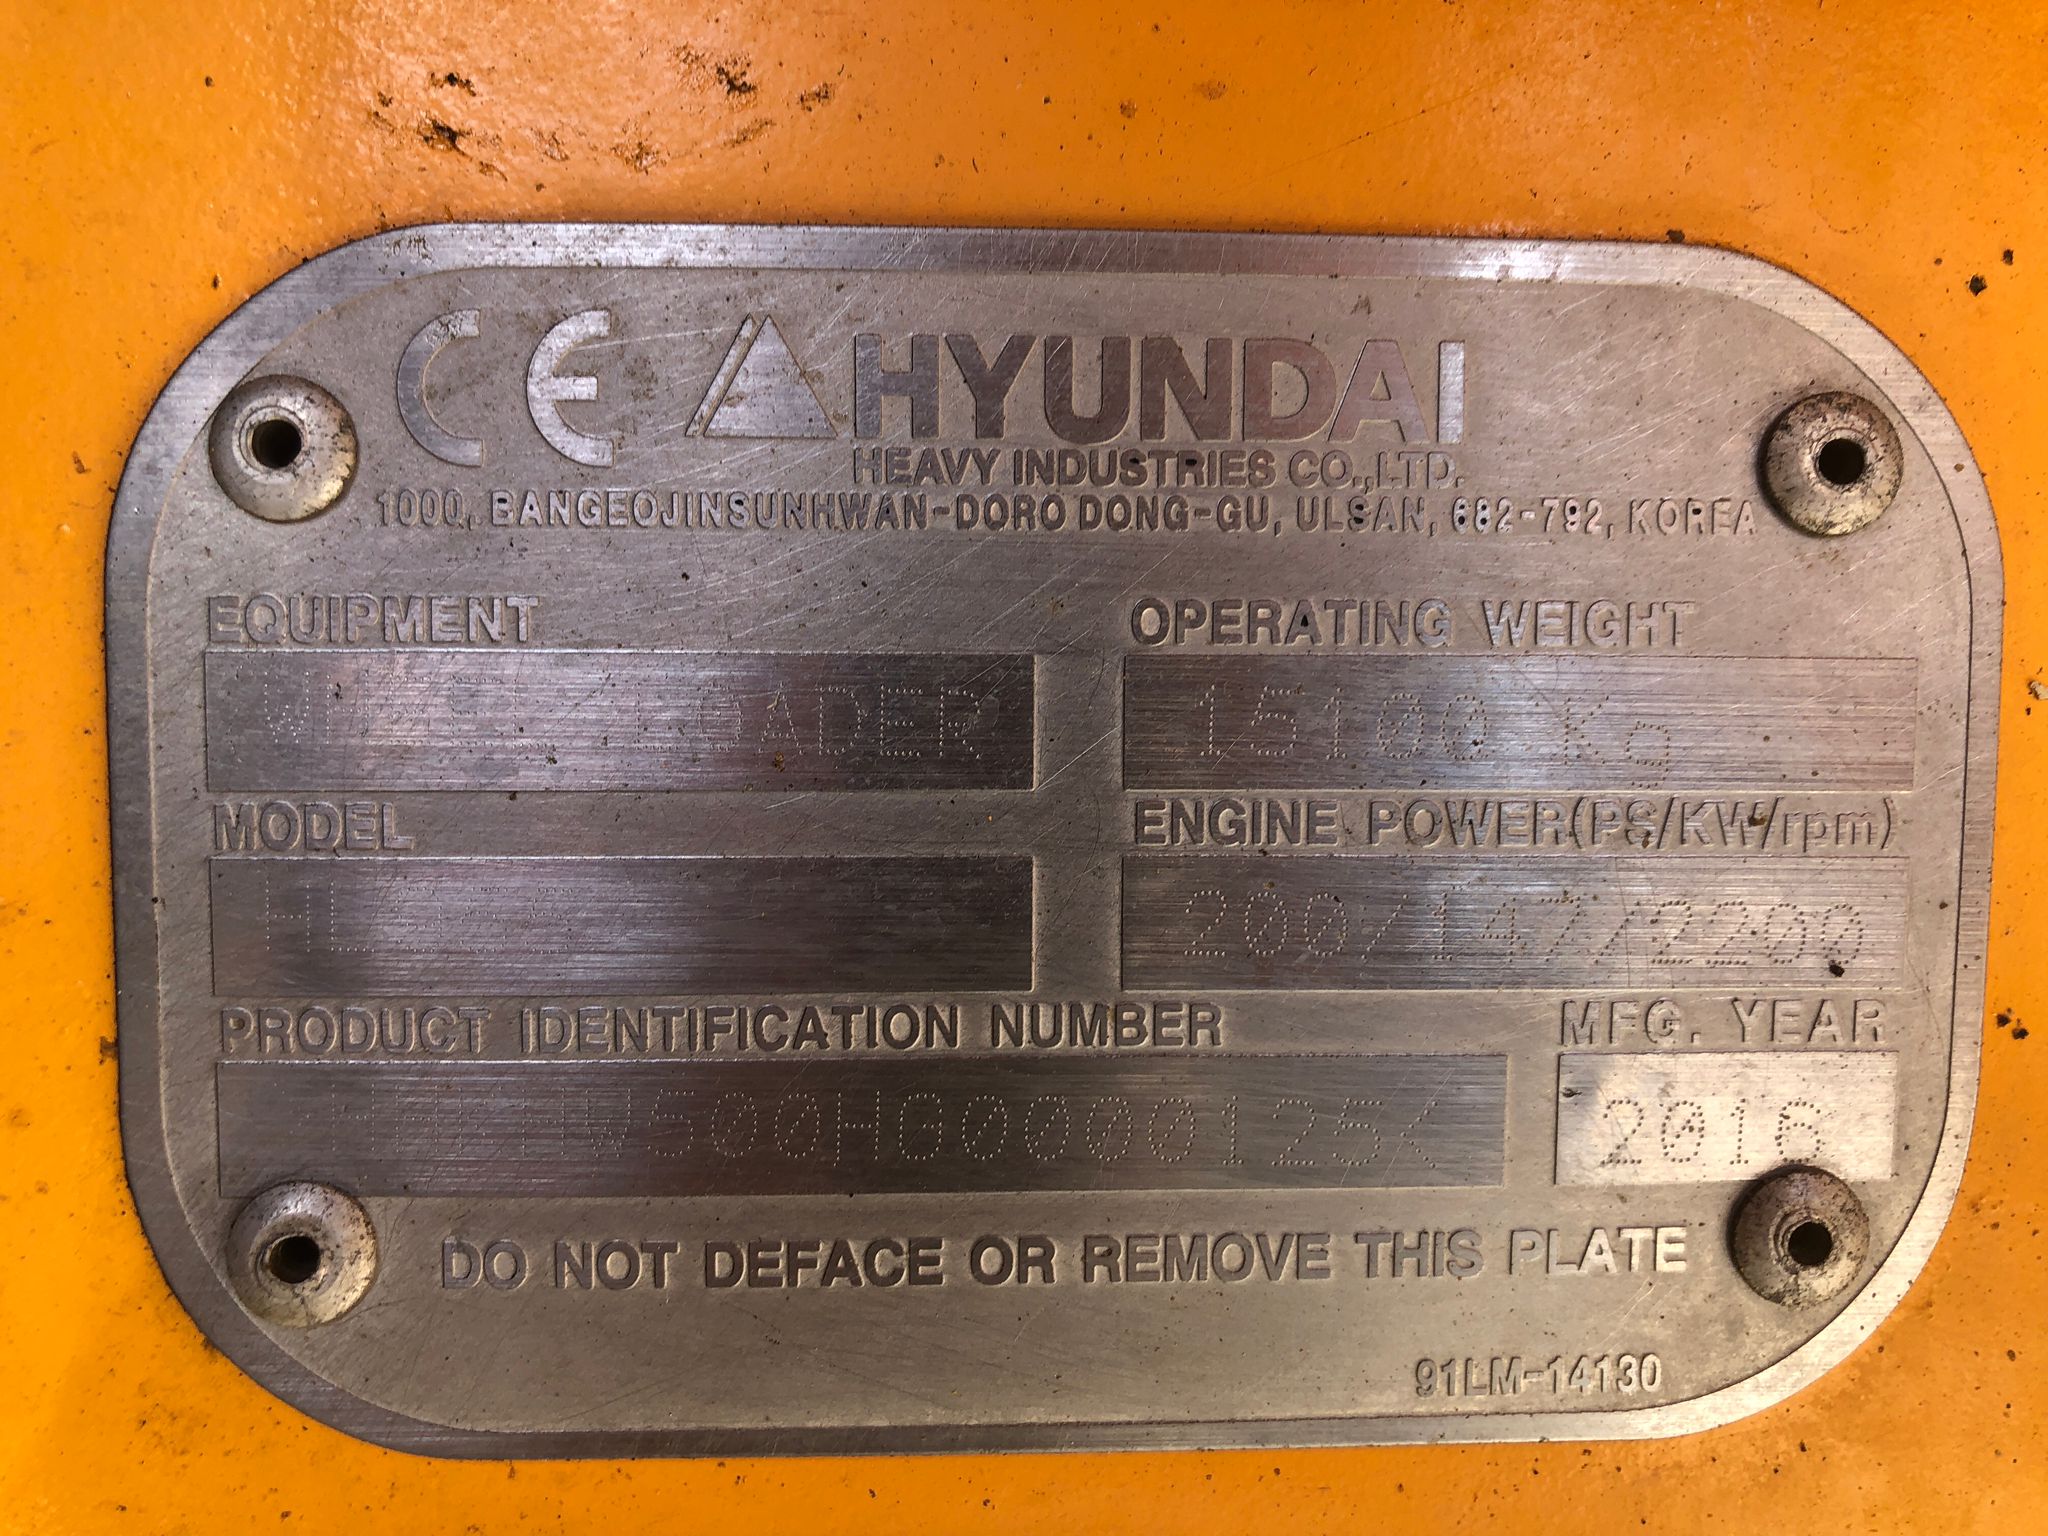 CE HYUNDAI
HEAVY INDUSTRIES CO.,LTD.
1000, BANGEOJINSUNHWAN-DORO DONG-GU, ULSAN, 682-792, KOREA
EQUIPMENT OPERATING WEIGHT
WHEEL LOADER 15100 Kg
MODEL ENGINE POWER(PS/KW/rpm)
200/147/2200
PRODUCT IDENTIFICATION NUMBER MFG. YEAR
2016
DO NOT DEFACE OR REMOVE THIS PLATE
91LM-14130